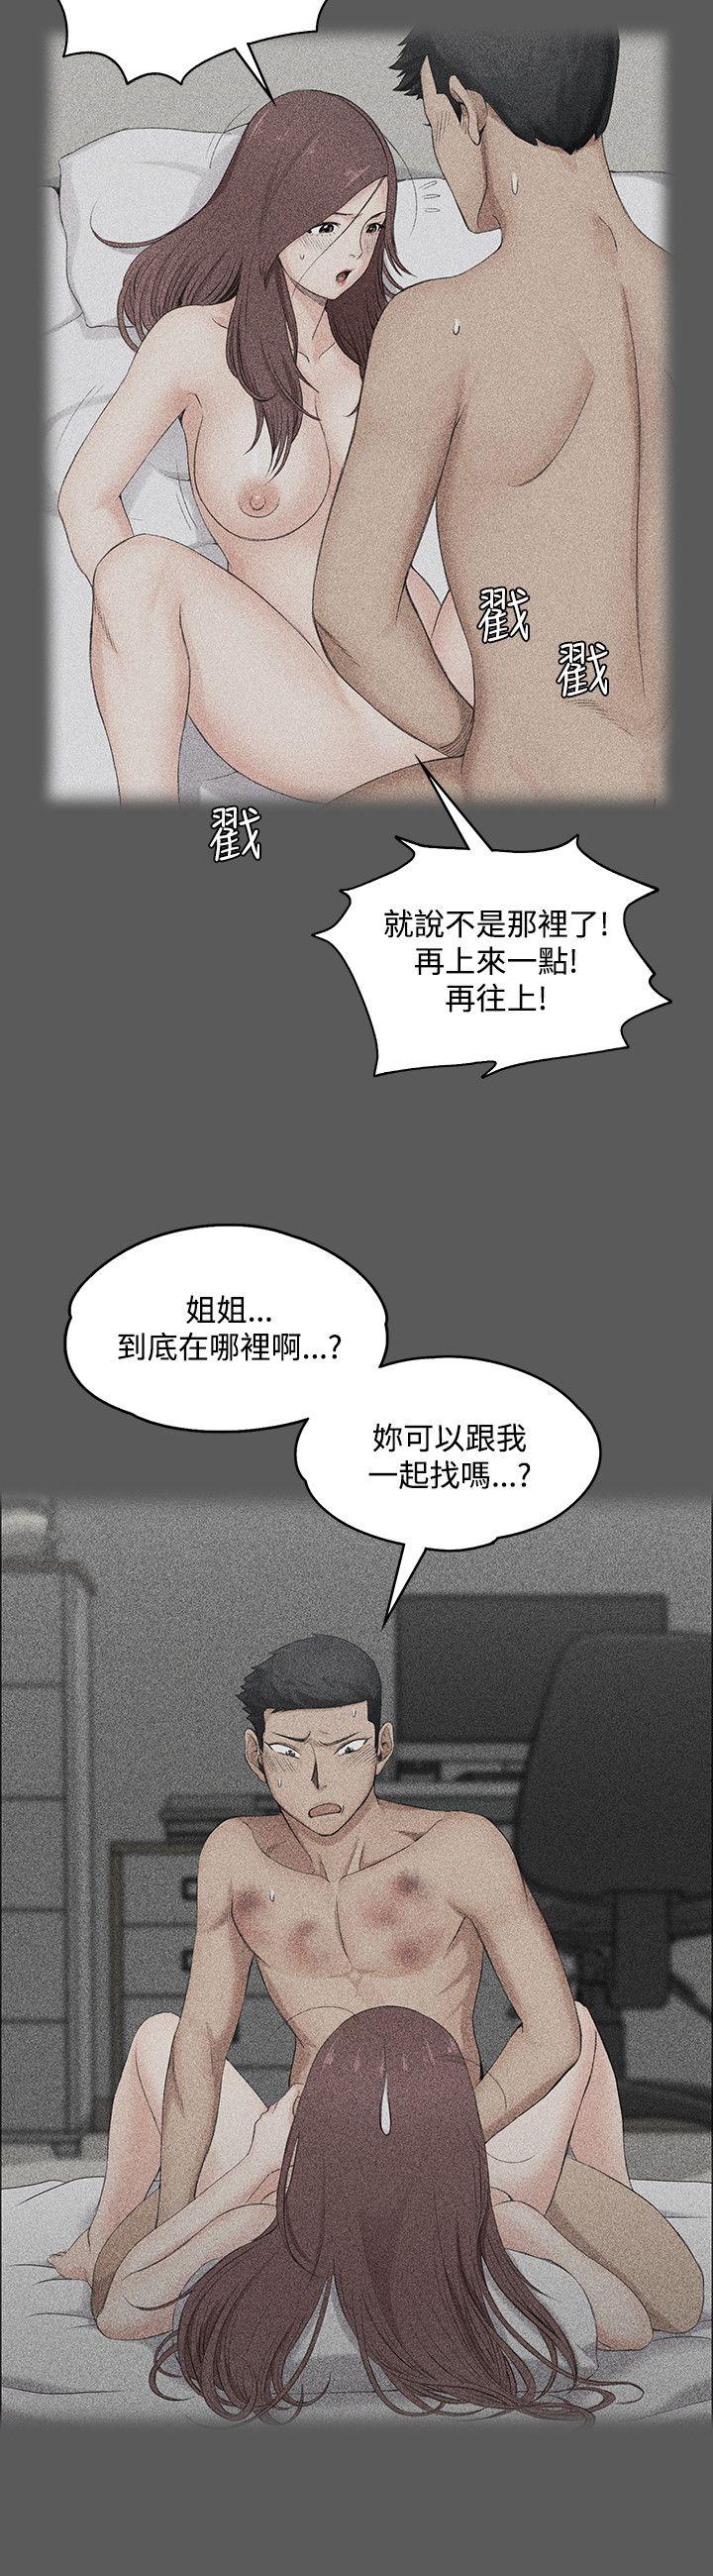 戳
戳
戳
就說不是那裡了!
再上來一點!
再往上!
姐姐...
到底在哪裡啊...?
妳可以跟我
一起找嗎...?